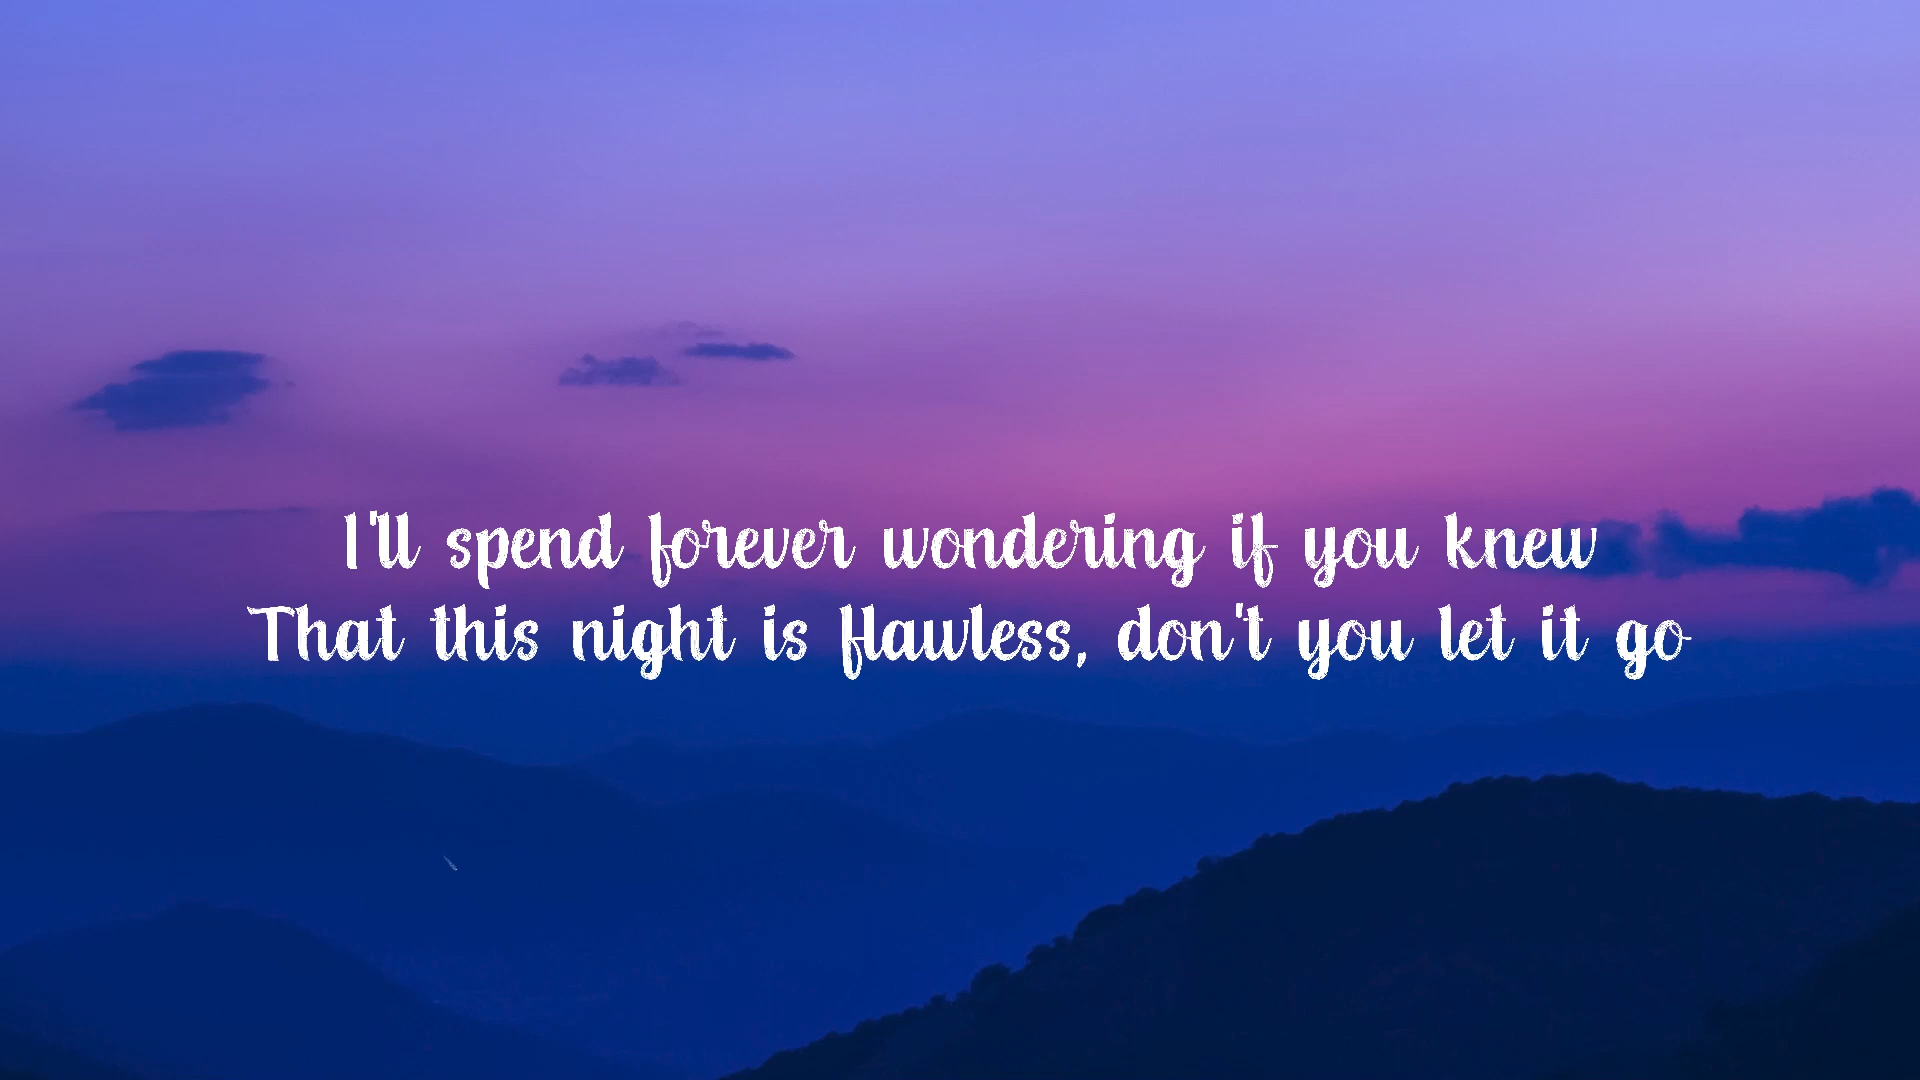 I'll spend forever wondering if you knew
That this night is flawless, don't you let it go